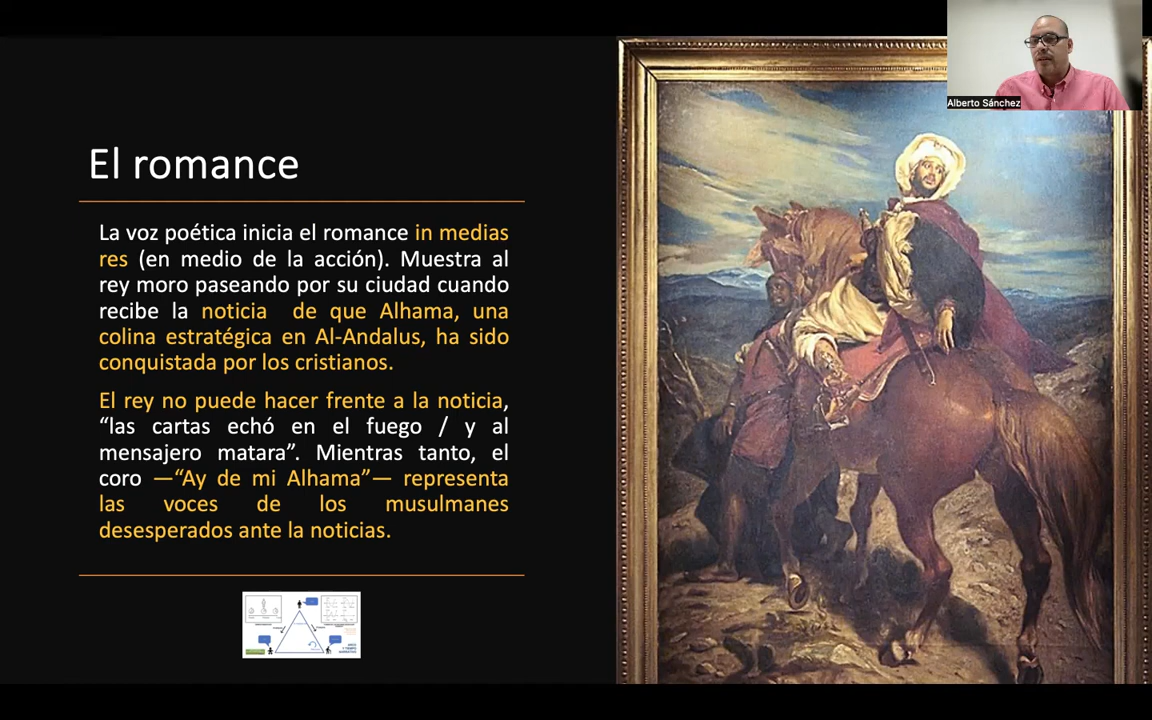 Alberto Sánchez
El romance
La voz poética inicia el romance in medias
res (en medio de la acción). Muestra al
rey moro paseando por su ciudad cuando
recibe la noticia de que Alhama, una
colina estratégica en Al-Andalus, ha sido
conquistada por los cristianos.
El rey no puede hacer frente a la noticia,
“las cartas echó en el fuego / y al
mensajero matara”. Mientras tanto, el
coro —“Ay de mi Alhama”— representa
las voces de los musulmanes
desesperados ante la noticias.